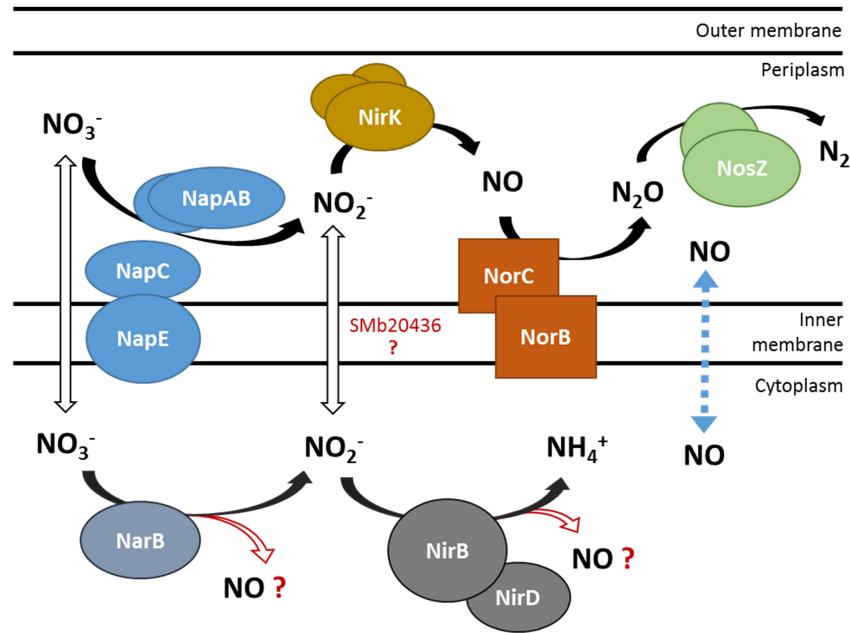 Outer membrane
Periplasm
NO₃⁻
NirK
NapAB
NO₂⁻
NO
N₂O
NosZ
N₂
NapC
NorC
NO
NapE
SMb20436
?
NorB
Inner
membrane
Cytoplasm
NO₃⁻
NO₂⁻
NH₄⁺
NO
NarB
NirB
NO ?
NO ?
NirD